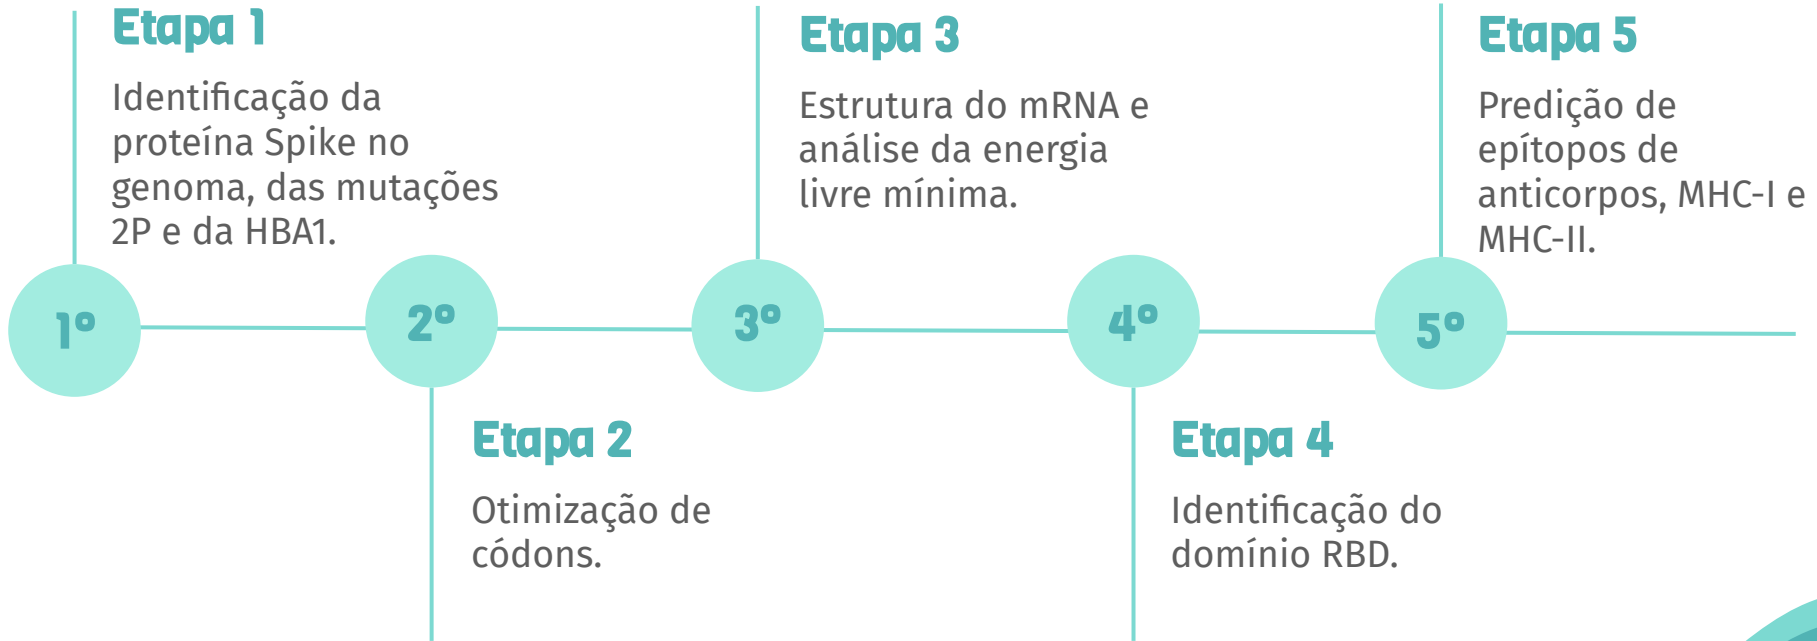 Etapa 1
Identificação da
proteína Spike no
genoma, das mutações
2P e da HBA1.
Etapa 3
Estrutura do mRNA e
análise da energia
livre mínima.
Etapa 5
Predição de
epítopos de
anticorpos, MHC-I e
MHC-II.
1º
2º
3º
4º
5º
Etapa 2
Otimização de
códons.
Etapa 4
Identificação do
domínio RBD.